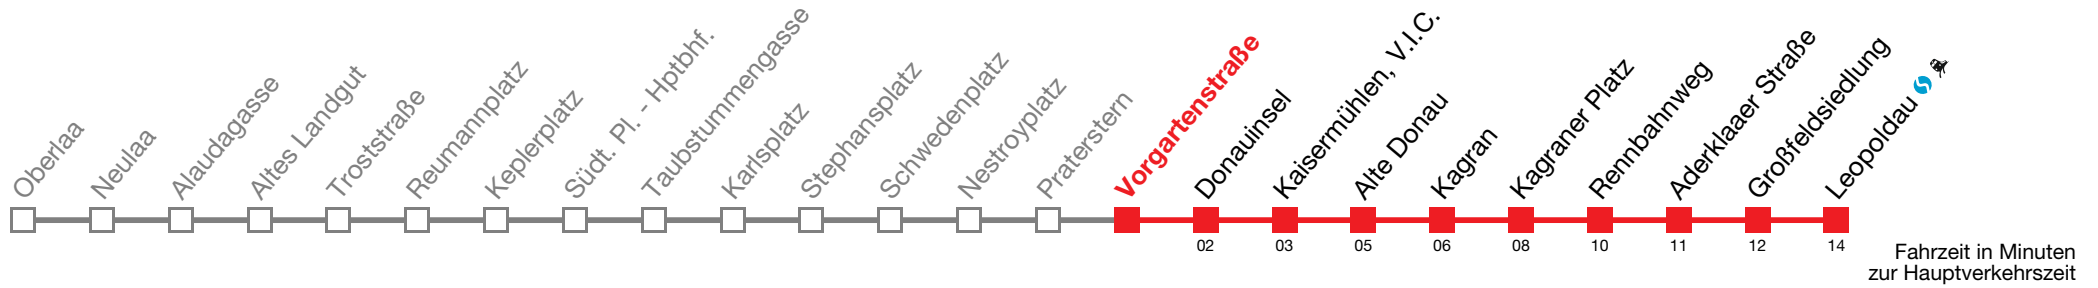 Oberlaa
Neulaa
Alaudagasse
Altes Landgut
Troststraße
Reumannplatz
Keplerplatz
Südt. Pl. - Hptbhf.
Taubstummengasse
Karlsplatz
Stephansplatz
Schwedenplatz
Nestroyplatz
Praterstern
Vorgartenstraße
Donauinsel
Kaisermühlen, V.I.C.
Alte Donau
Kagran
Kagraner Platz
Rennbahnweg
Aderklaaer Straße
Großfeldsiedlung
Leopoldau
02 03 05 06 08 10 11 12 14
Fahrzeit in Minuten
zur Hauptverkehrszeit